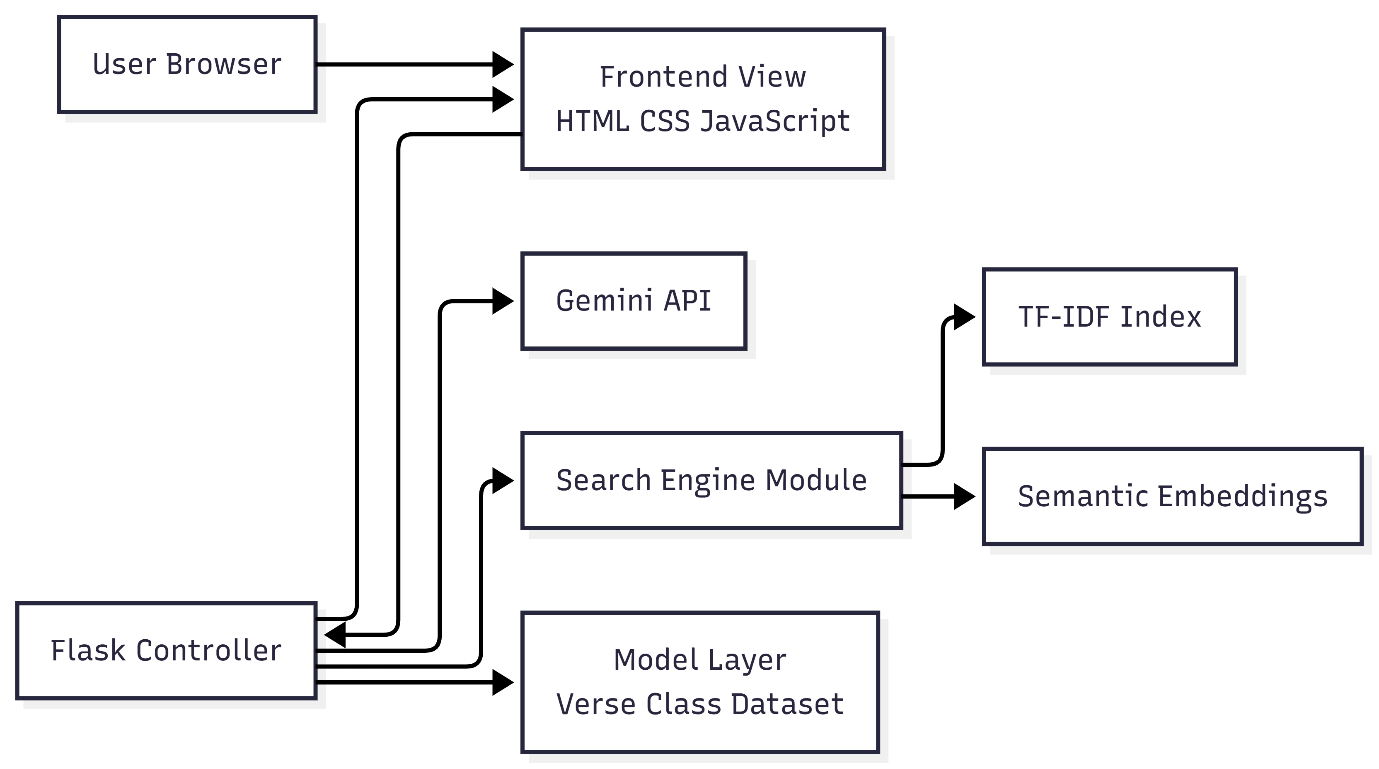 User Browser
Frontend View
HTML CSS JavaScript
Gemini API
TF-IDF Index
Search Engine Module
Semantic Embeddings
Flask Controller
Model Layer
Verse Class Dataset